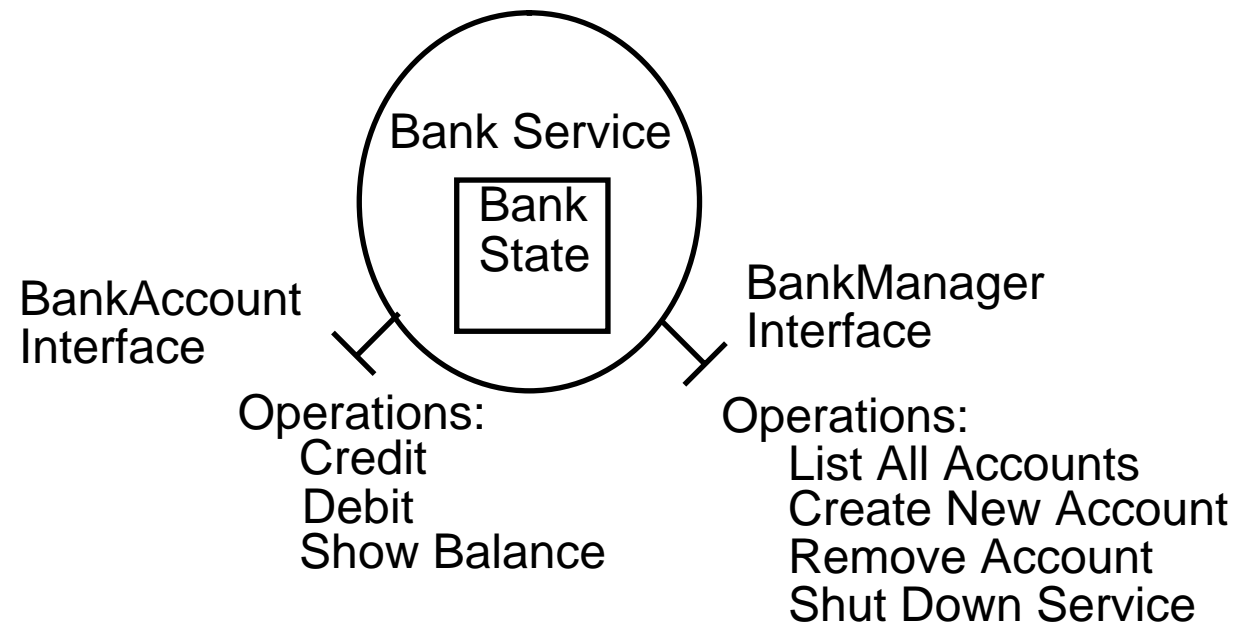 Bank Service
Bank
State
BankAccount
Interface
Operations:
Credit
Debit
Show Balance
BankManager
Interface
Operations:
List All Accounts
Create New Account
Remove Account
Shut Down Service